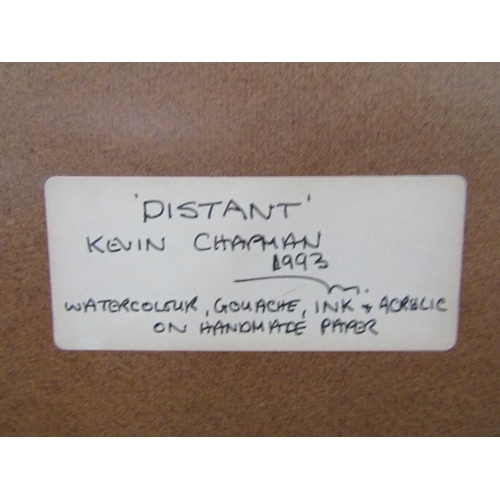 'DISTANT'
KEVIN CHAPMAN
1993
WATERCOLOUR, GOUACHE, INK & ACRYLIC
ON HANDMADE PAPER